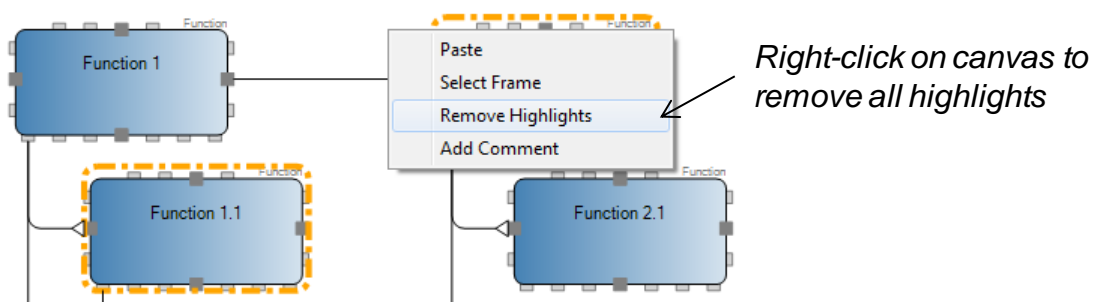 Function
Function 1
Function
Paste
Select Frame
Remove Highlights
Add Comment
Right-click on canvas to
remove all highlights
Function
Function 1.1
Function
Function 2.1